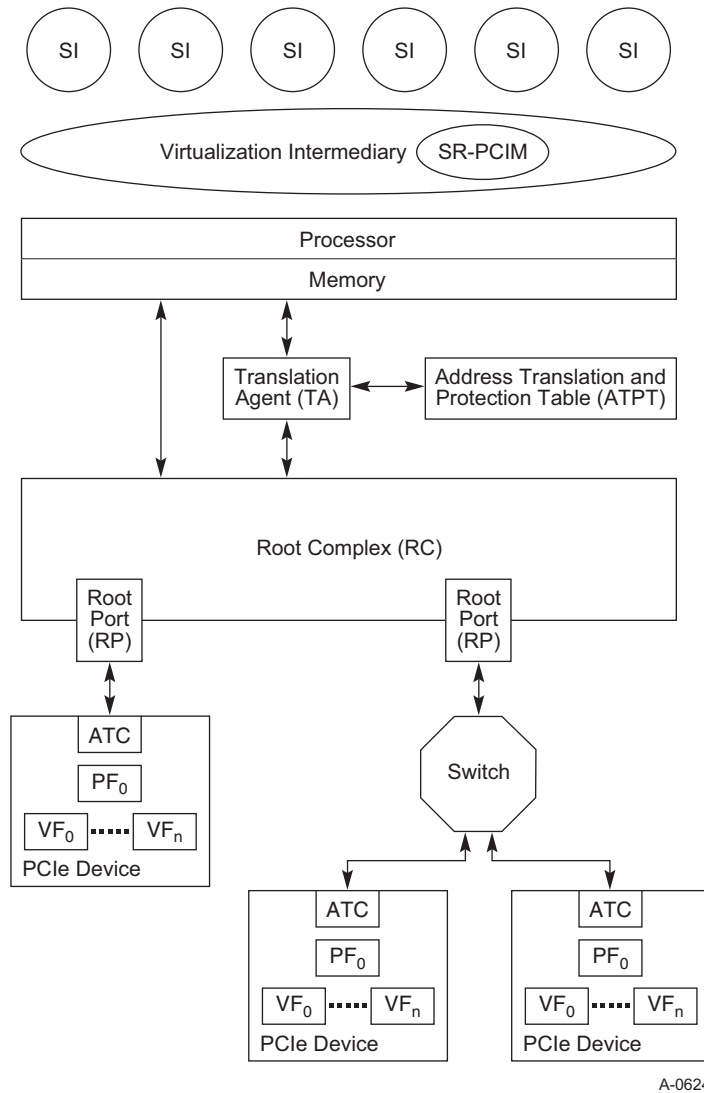 SI SI SI SI SI SI
Virtualization Intermediary SR-PCIM
Processor
Memory
Translation
Agent (TA)
Address Translation and
Protection Table (ATPT)
Root Complex (RC)
Root
Port
(RP)
Root
Port
(RP)
ATC
PF0
VF0 VFn
PCIe Device
Switch
ATC
PF0
VF0 VFn
PCIe Device
ATC
PF0
VF0 VFn
PCIe Device
A-0624